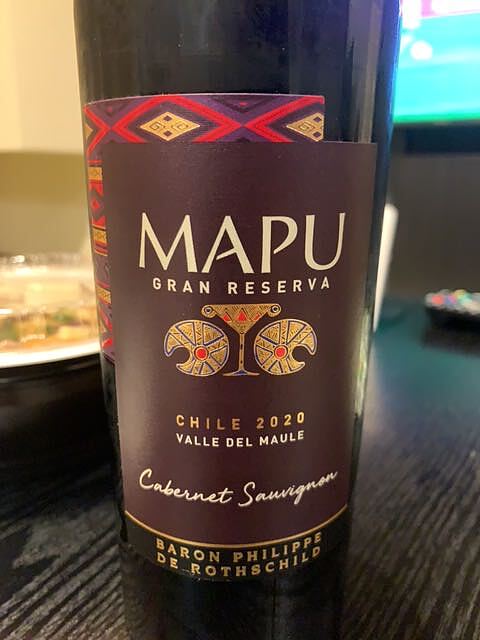 MAPU
GRAN RESERVA
CHILE 2020
VALLE DEL MAULE
Cabernet Sauvignon
BARON PHILIPPE
DE ROTHSCHILD